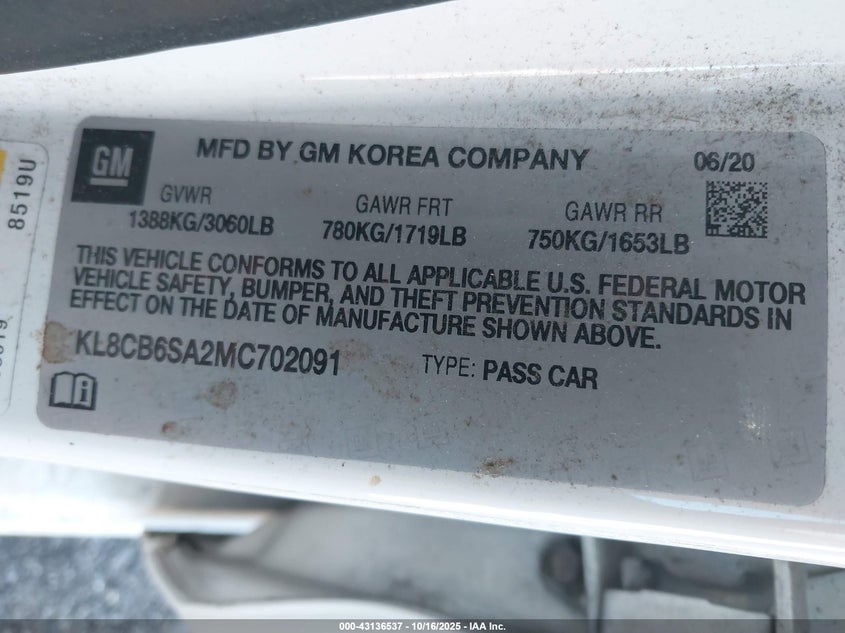 GM
MFD BY GM KOREA COMPANY 06/20
GVWR GAWR FRT GAWR RR
1388KG/3060LB 780KG/1719LB 750KG/1653LB
THIS VEHICLE CONFORMS TO ALL APPLICABLE U.S. FEDERAL MOTOR
VEHICLE SAFETY, BUMPER, AND THEFT PREVENTION STANDARDS IN
EFFECT ON THE DATE OF MANUFACTURE SHOWN ABOVE.
KL8CB6SA2MC702091 TYPE: PASS CAR
8519U
000-43136537 - 10/16/2025 - IAA Inc.